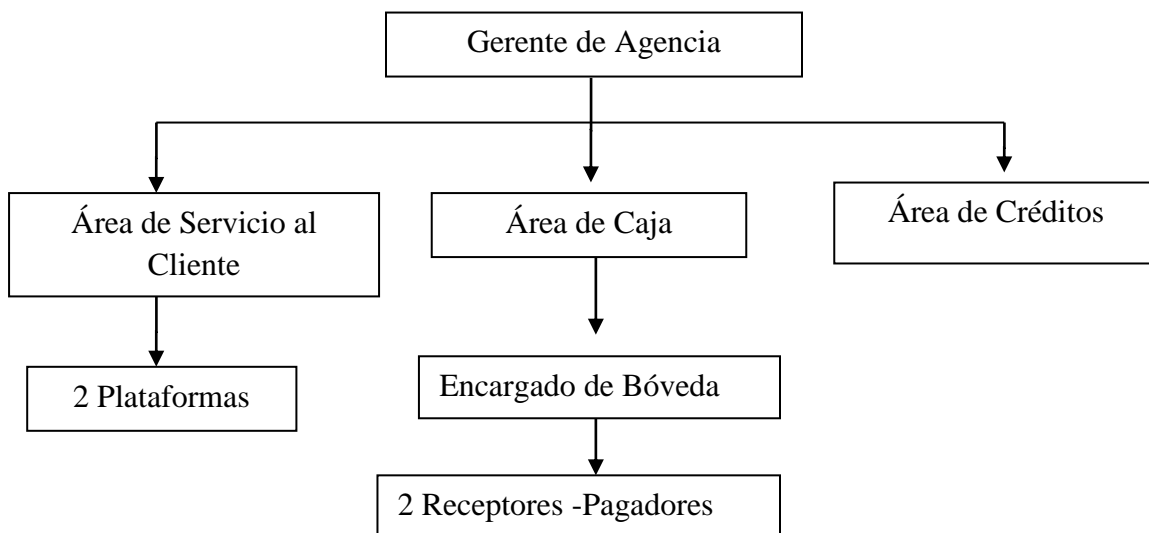 Gerente de Agencia
Área de Servicio al
Cliente
Área de Caja
Área de Créditos
2 Plataformas
Encargado de Bóveda
2 Receptores -Pagadores